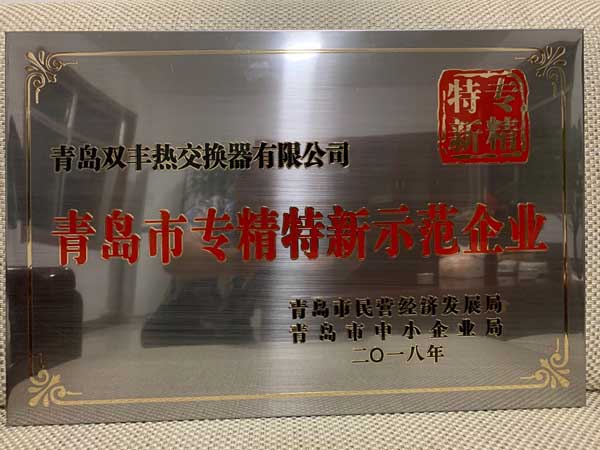 专精
特新
青岛双丰热交换器有限公司
青岛市专精特新示范企业
青岛市民营经济发展局
青岛市中小企业局
二〇一八年